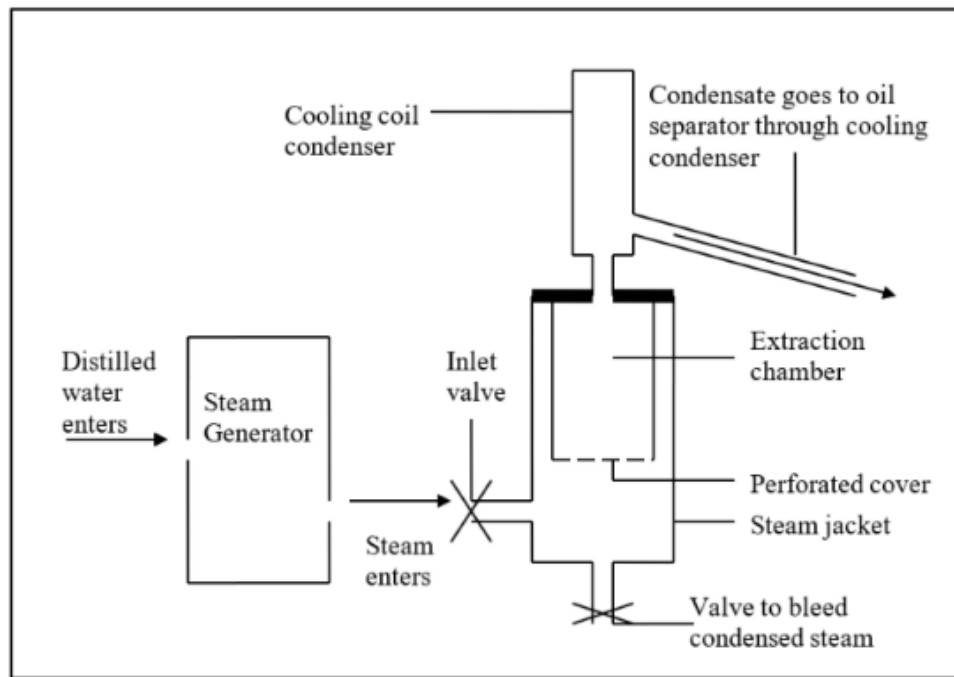 Cooling coil
condenser
Condensate goes to oil
separator through cooling
condenser
Distilled
water
enters
Steam
Generator
Inlet
valve
Steam
enters
Extraction
chamber
Perforated cover
Steam jacket
Valve to bleed
condensed steam